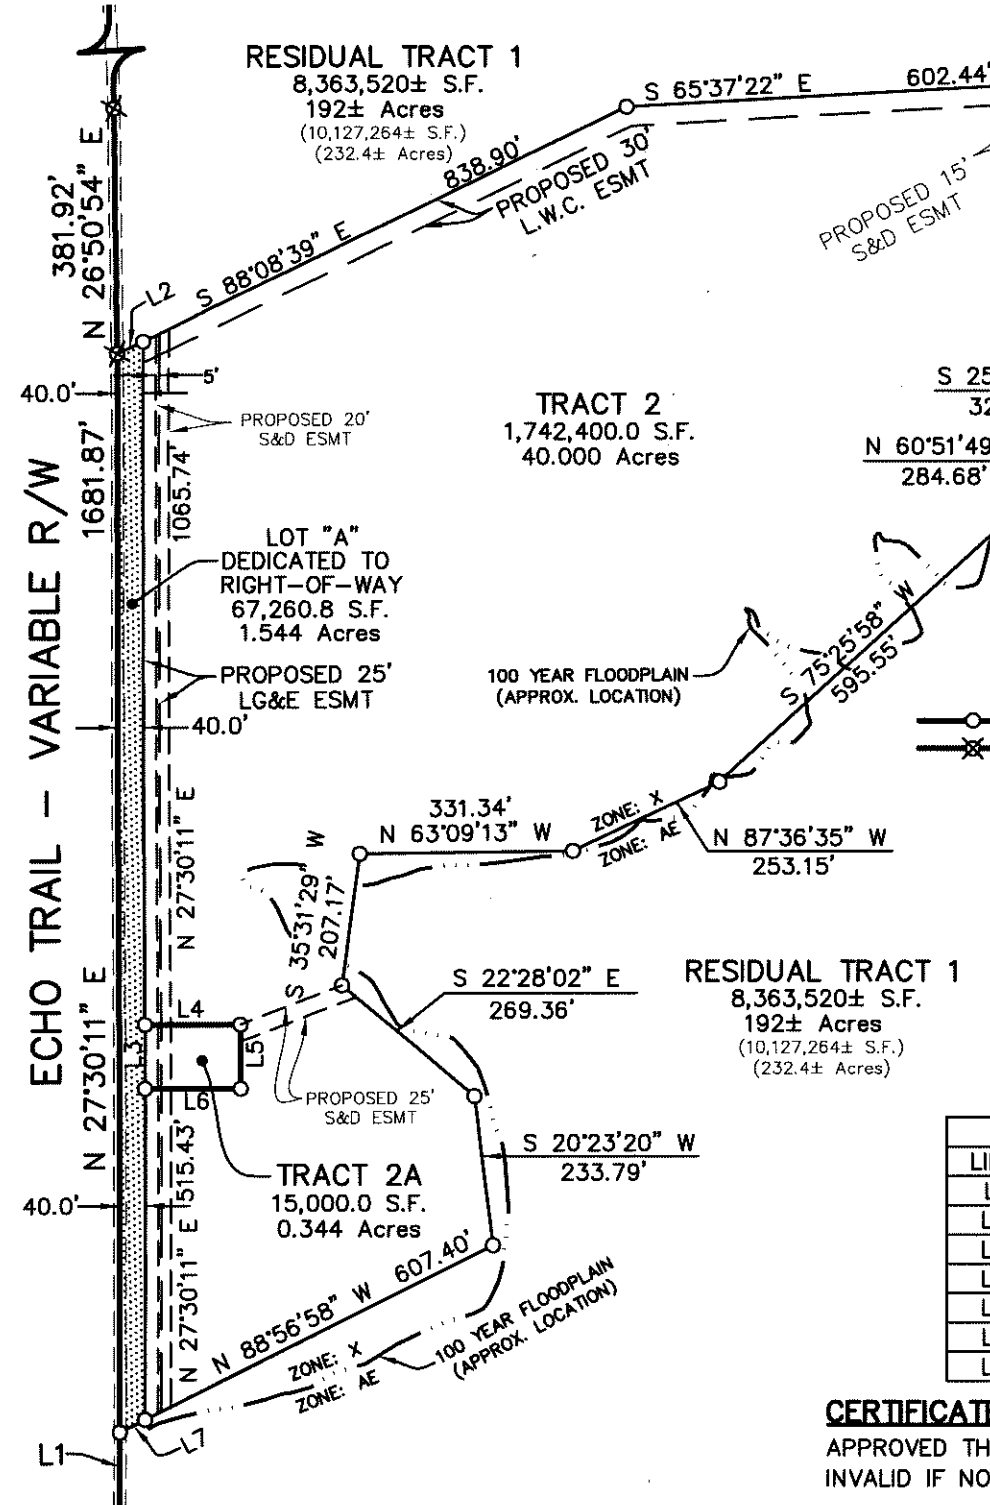 RESIDUAL TRACT 1
8,363,520± S.F.
192± Acres
(10,127,264± S.F.)
(232.4± Acres)
S 65°37'22" E
602.44'
838.90'
S 88°08'39" E
PROPOSED 30'
L.W.C. ESMT
PROPOSED 15'
S&D ESMT
381.92'
N 26°50'54" E
L2
5'
40.0'
PROPOSED 20'
S&D ESMT
TRACT 2
1,742,400.0 S.F.
40.000 Acres
S 25
32
N 60°51'49
284.68'
ECHO TRAIL – VARIABLE R/W
1681.87'
N 27°30'11" E
1065.74'
N 27°30'11" E
LOT "A"
DEDICATED TO
RIGHT-OF-WAY
67,260.8 S.F.
1.544 Acres
PROPOSED 25'
LG&E ESMT
40.0'
100 YEAR FLOODPLAIN
(APPROX. LOCATION)
S 75°25'58" W
595.55'
331.34'
N 63°09'13" W
ZONE: X
ZONE: AE
N 87°36'35" W
253.15'
S 35°31'29" W
207.17'
S 22°28'02" E
269.36'
RESIDUAL TRACT 1
8,363,520± S.F.
192± Acres
(10,127,264± S.F.)
(232.4± Acres)
L4
L3
L5
L6
PROPOSED 25'
S&D ESMT
TRACT 2A
15,000.0 S.F.
0.344 Acres
S 20°23'20" W
233.79'
40.0'
N 27°30'11" E 515.43'
N 88°56'58" W 607.40'
ZONE: X
ZONE: AE
100 YEAR FLOODPLAIN
(APPROX. LOCATION)
L7
L1
LI
L
L
L
L
L
L
L
CERTIFICATE
APPROVED TH
INVALID IF NO